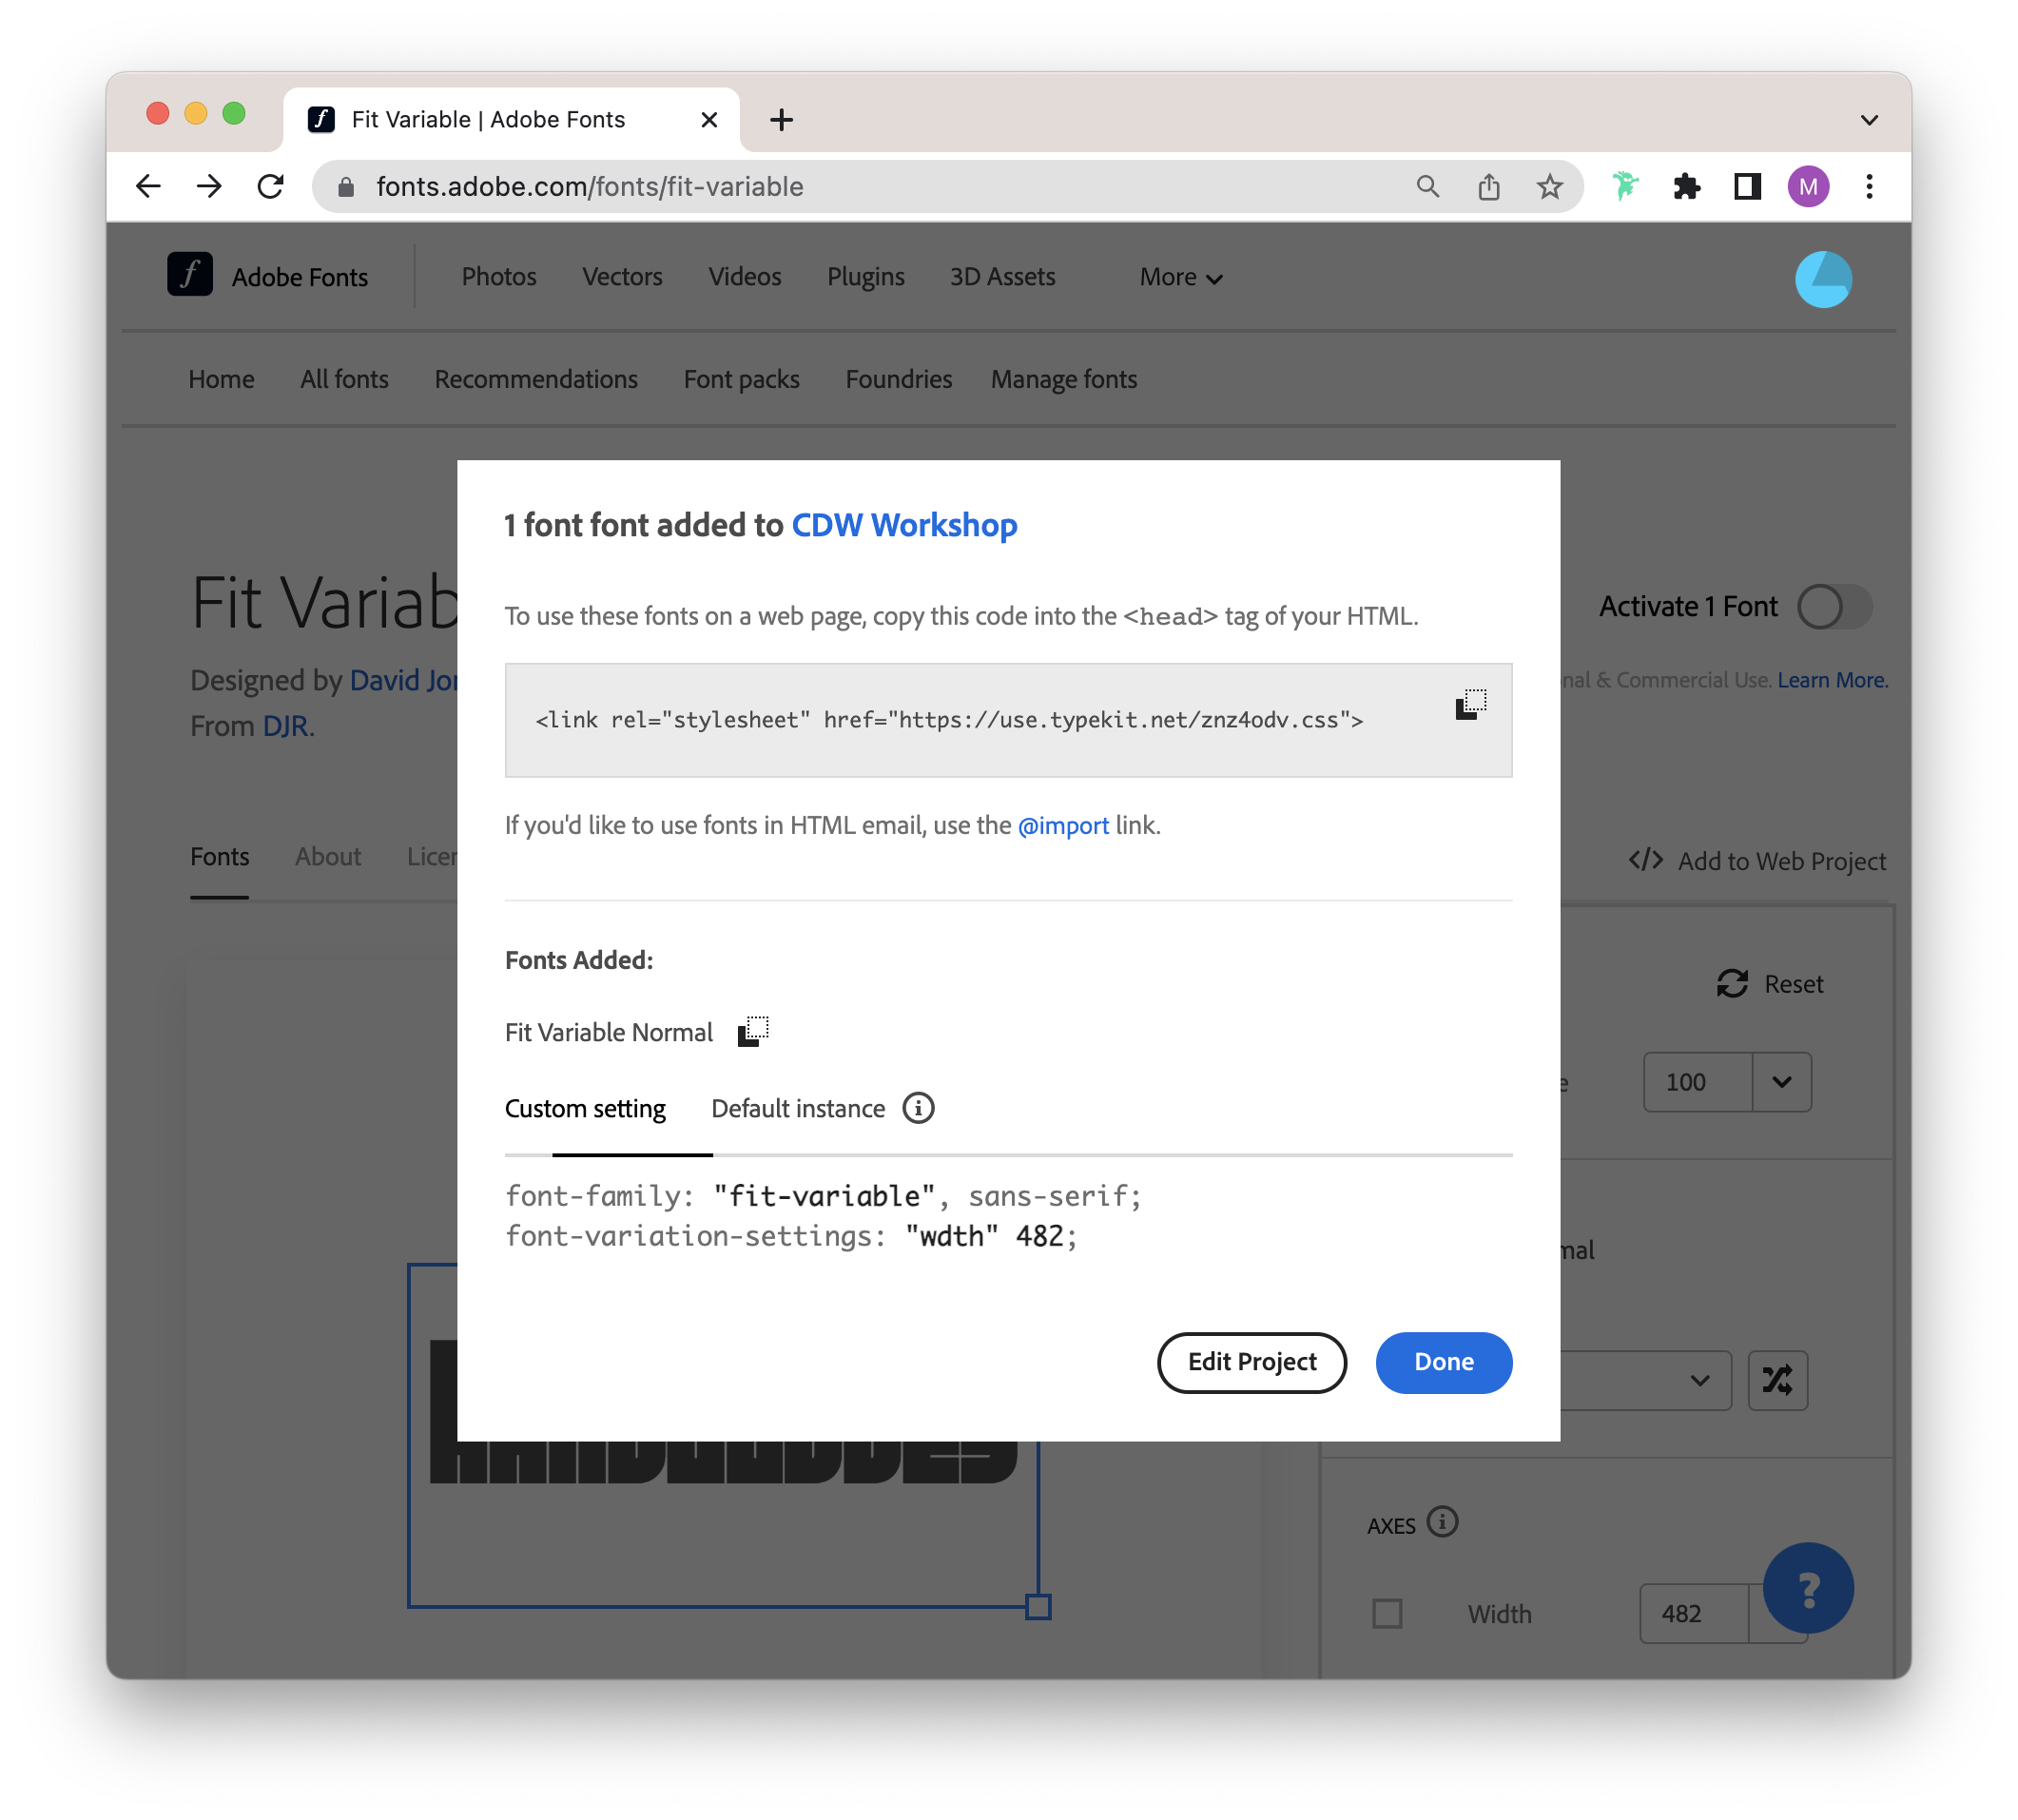 Fit Variable | Adobe Fonts
fonts.adobe.com/fonts/fit-variable
M
Adobe Fonts
Photos Vectors Videos Plugins 3D Assets More
Home All fonts Recommendations Font packs Foundries Manage fonts
1 font font added to CDW Workshop
To use these fonts on a web page, copy this code into the <head> tag of your HTML.
<link rel="stylesheet" href="https://use.typekit.net/znz4odv.css">
If you'd like to use fonts in HTML email, use the @import link.
Fonts Added:
Fit Variable Normal
Custom setting Default instance
font-family: "fit-variable", sans-serif;
font-variation-settings: "wdth" 482;
Edit Project Done
Fit Variab
Designed by David Jo
From DJR.
Activate 1 Font
nal & Commercial Use. Learn More.
Fonts About Licen
</> Add to Web Project
Reset
100
mal
AXES
Width 482
?